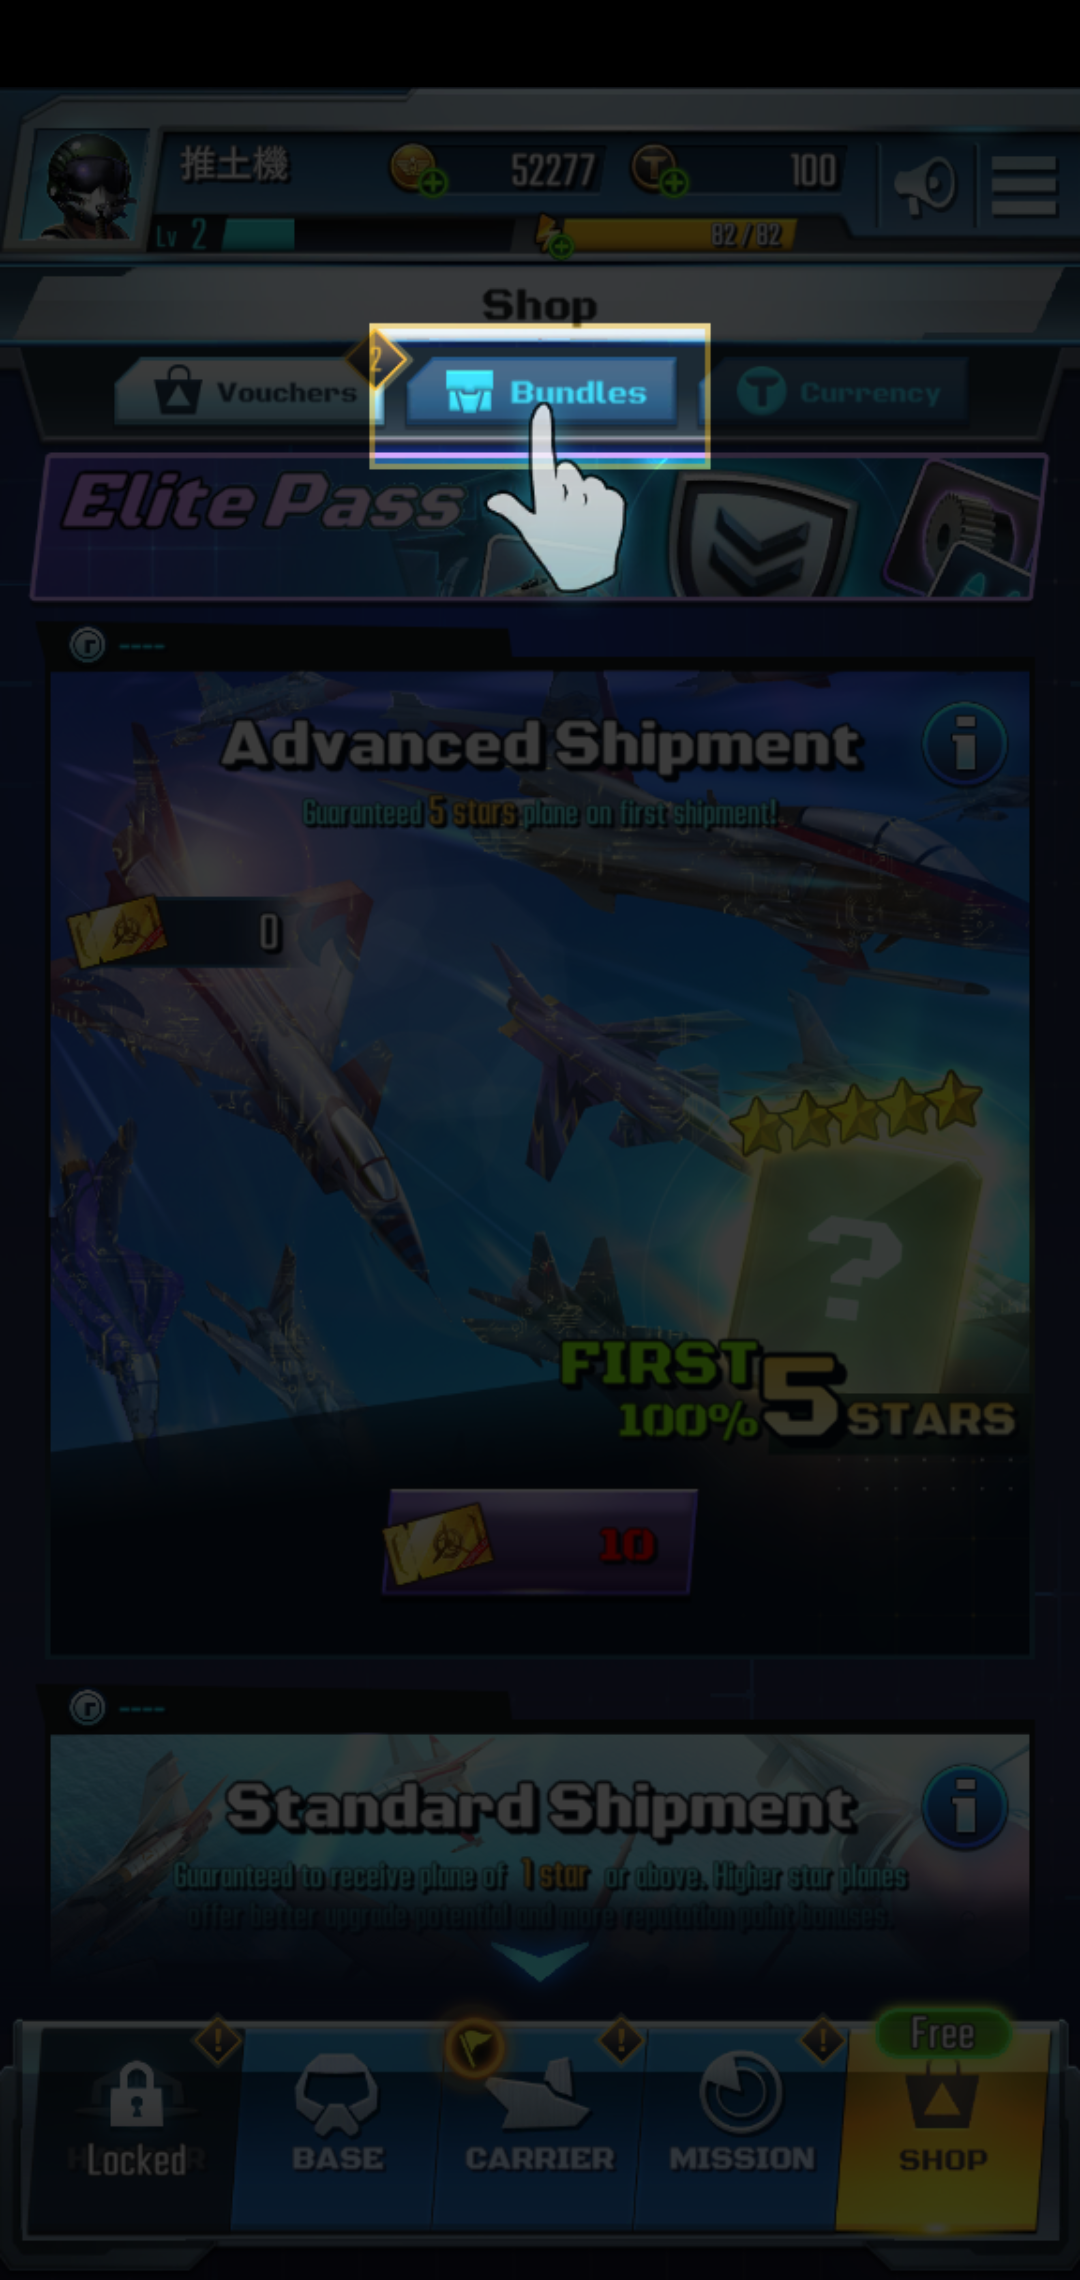 推土機
52277
100
Lv 2
82/82
Shop
2
Vouchers
Bundles
Currency
Elite Pass
----
Advanced Shipment
Guaranteed 5 stars plane on first shipment!
0
?
FIRST
100% 5 STARS
10
----
Standard Shipment
Guaranteed to receive plane of 1 star or above. Higher star planes
offer better upgrade potential and more reputation point bonuses.
Free
Locked
BASE
CARRIER
MISSION
SHOP